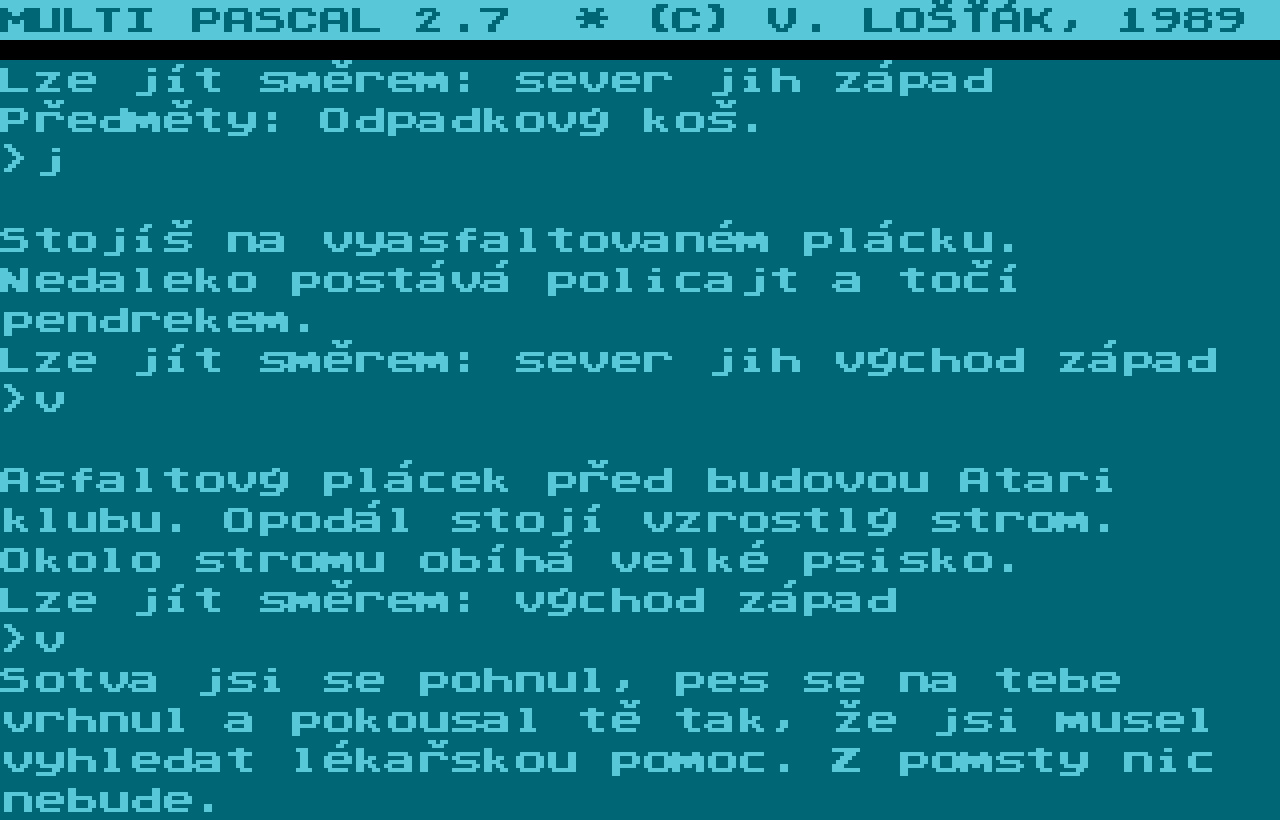 MULTI PASCAL 2.7 * (C) V. LOŠŤÁK, 1989
Lze jít směrem: sever jih západ
Předměty: Odpadkový koš.
>j
Stojíš na vyasfaltovaném plácku.
Nedaleko postává policajt a točí
pendrekem.
Lze jít směrem: sever jih východ západ
>v
Asfaltový plácek před budovou Atari
klubu. Opodál stojí vzrostlý strom.
Okolo stromu obíhá velké psisko.
Lze jít směrem: východ západ
>v
Sotva jsi se pohnul, pes se na tebe
vrhnul a pokousal tě tak, že jsi musel
vyhledat lékařskou pomoc. Z pomsty nic
nebude.